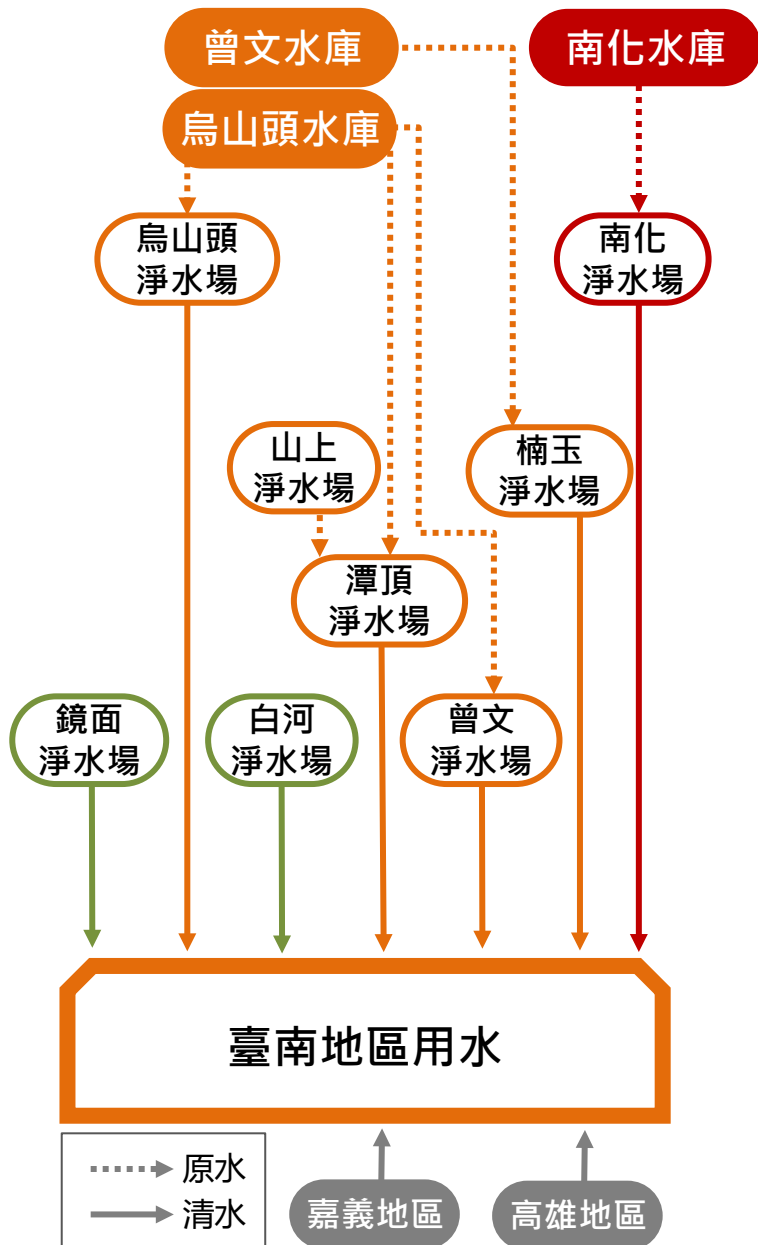 曾文水庫
南化水庫
烏山頭水庫
烏山頭
淨水場
南化
淨水場
山上
淨水場
楠玉
淨水場
潭頂
淨水場
鏡面
淨水場
白河
淨水場
曾文
淨水場
臺南地區用水
原水
清水
嘉義地區
高雄地區